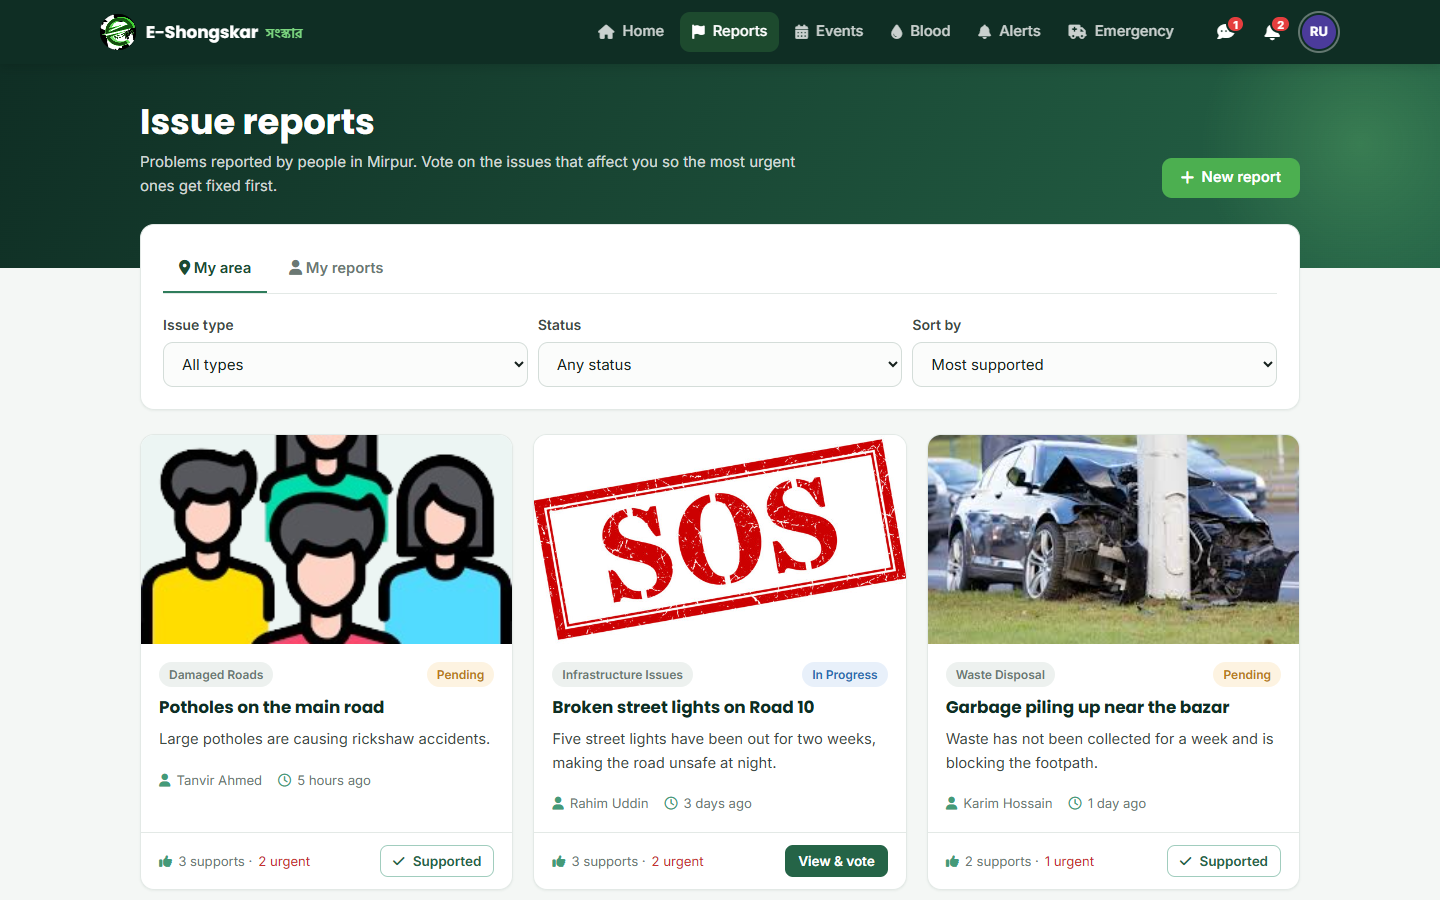 E-Shongskar সংস্কার
Home
Reports
Events
Blood
Alerts
Emergency
1
2
RU
Issue reports
Problems reported by people in Mirpur. Vote on the issues that affect you so the most urgent
ones get fixed first.
New report
My area
My reports
Issue type
Status
Sort by
All types
Any status
Most supported
SOS
Damaged Roads
Pending
Potholes on the main road
Large potholes are causing rickshaw accidents.
Tanvir Ahmed
5 hours ago
3 supports · 2 urgent
Supported
Infrastructure Issues
In Progress
Broken street lights on Road 10
Five street lights have been out for two weeks,
making the road unsafe at night.
Rahim Uddin
3 days ago
3 supports · 2 urgent
View & vote
Waste Disposal
Pending
Garbage piling up near the bazar
Waste has not been collected for a week and is
blocking the footpath.
Karim Hossain
1 day ago
2 supports · 1 urgent
Supported